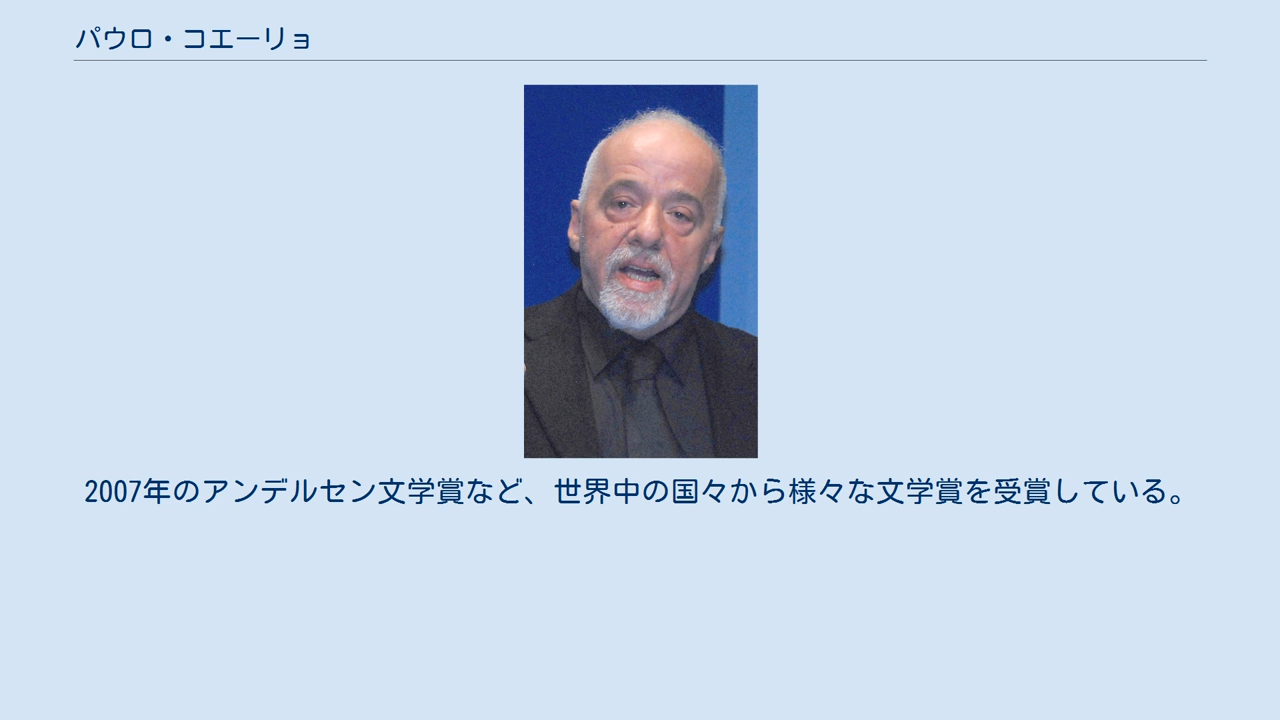 パウロ・コエーリョ
2007年のアンデルセン文学賞など、世界中の国々から様々な文学賞を受賞している。